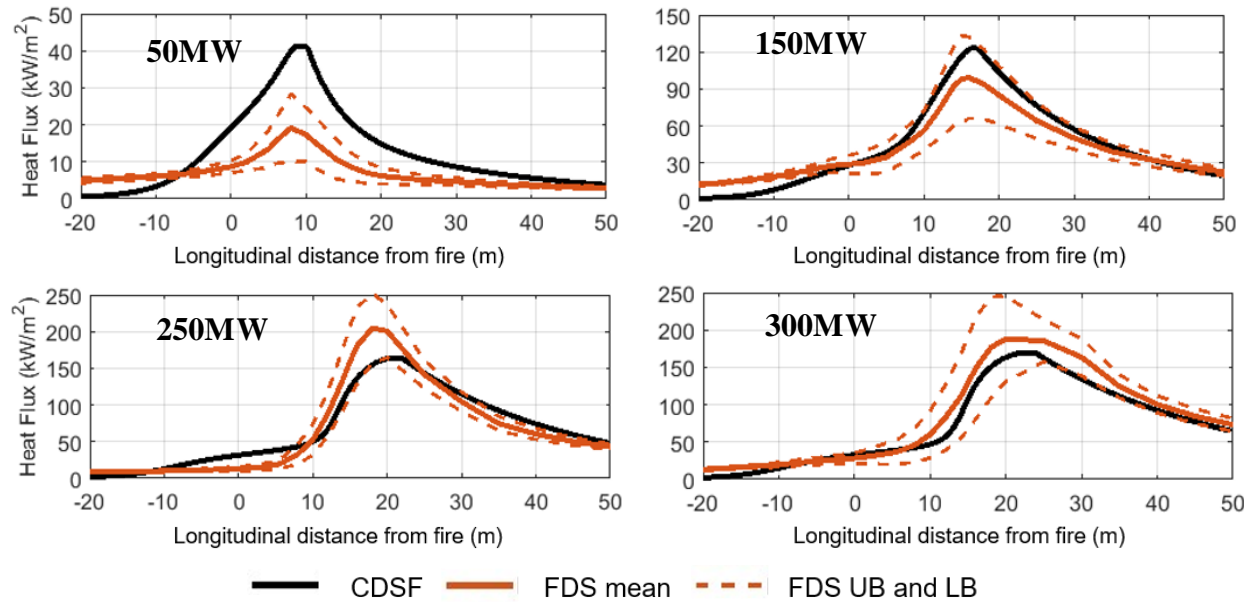 50
40
30
20
10
0
Heat Flux (kW/m²)
50MW
-20 -10 0 10 20 30 40 50
Longitudinal distance from fire (m)
150
120
90
60
30
0
150MW
-20 -10 0 10 20 30 40 50
Longitudinal distance from fire (m)
250
200
150
100
50
0
Heat Flux (kW/m²)
250MW
-20 -10 0 10 20 30 40 50
Longitudinal distance from fire (m)
250
200
150
100
50
0
300MW
-20 -10 0 10 20 30 40 50
Longitudinal distance from fire (m)
CDSF FDS mean FDS UB and LB